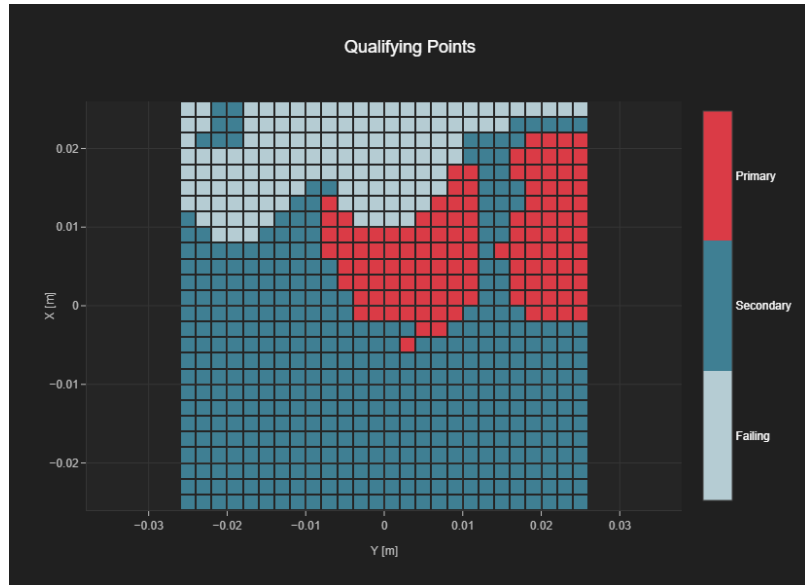 Qualifying Points
0.02
0.01
0
−0.01
−0.02
X [m]
−0.03
−0.02
−0.01
0
0.01
0.02
0.03
Y [m]
Primary
Secondary
Failing